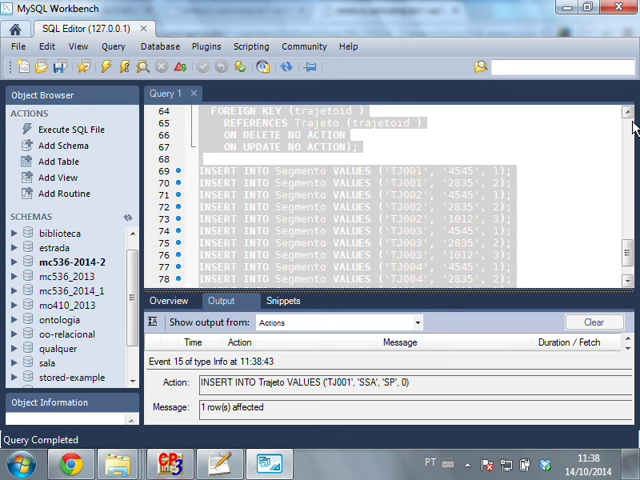 MySQL Workbench
SQL Editor (127.0.0.1)
File Edit View Query Database Plugins Scripting Community Help
Object Browser
ACTIONS
Execute SQL File
Add Schema
Add Table
Add View
Add Routine
SCHEMAS
biblioteca
estrada
mc536-2014-2
mc536_2013
mc536_2014_1
mo410_2013
ontologia
oo-relacional
qualquer
sala
stored-example
Object Information
Query 1
64 FOREIGN KEY (trajetoid )
65 REFERENCES Trajeto (trajetoid )
66 ON DELETE NO ACTION
67 ON UPDATE NO ACTION);
68
69 INSERT INTO Segmento VALUES ('TJ001', '4545', 1);
70 INSERT INTO Segmento VALUES ('TJ001', '2835', 2);
71 INSERT INTO Segmento VALUES ('TJ002', '4545', 1);
72 INSERT INTO Segmento VALUES ('TJ002', '2835', 2);
73 INSERT INTO Segmento VALUES ('TJ002', '1012', 3);
74 INSERT INTO Segmento VALUES ('TJ003', '4545', 1);
75 INSERT INTO Segmento VALUES ('TJ003', '2835', 2);
76 INSERT INTO Segmento VALUES ('TJ003', '1012', 3);
77 INSERT INTO Segmento VALUES ('TJ004', '4545', 1);
78 INSERT INTO Segmento VALUES ('TJ004', '2835', 2);
Overview Output Snippets
Show output from: Actions Clear
Time Action Message Duration / Fetch
Event 15 of type Info at 11:38:43
Action: INSERT INTO Trajeto VALUES ('TJ001', 'SSA', 'SP', 0)
Message: 1 row(s) affected
Query Completed
PT
11:38
14/10/2014